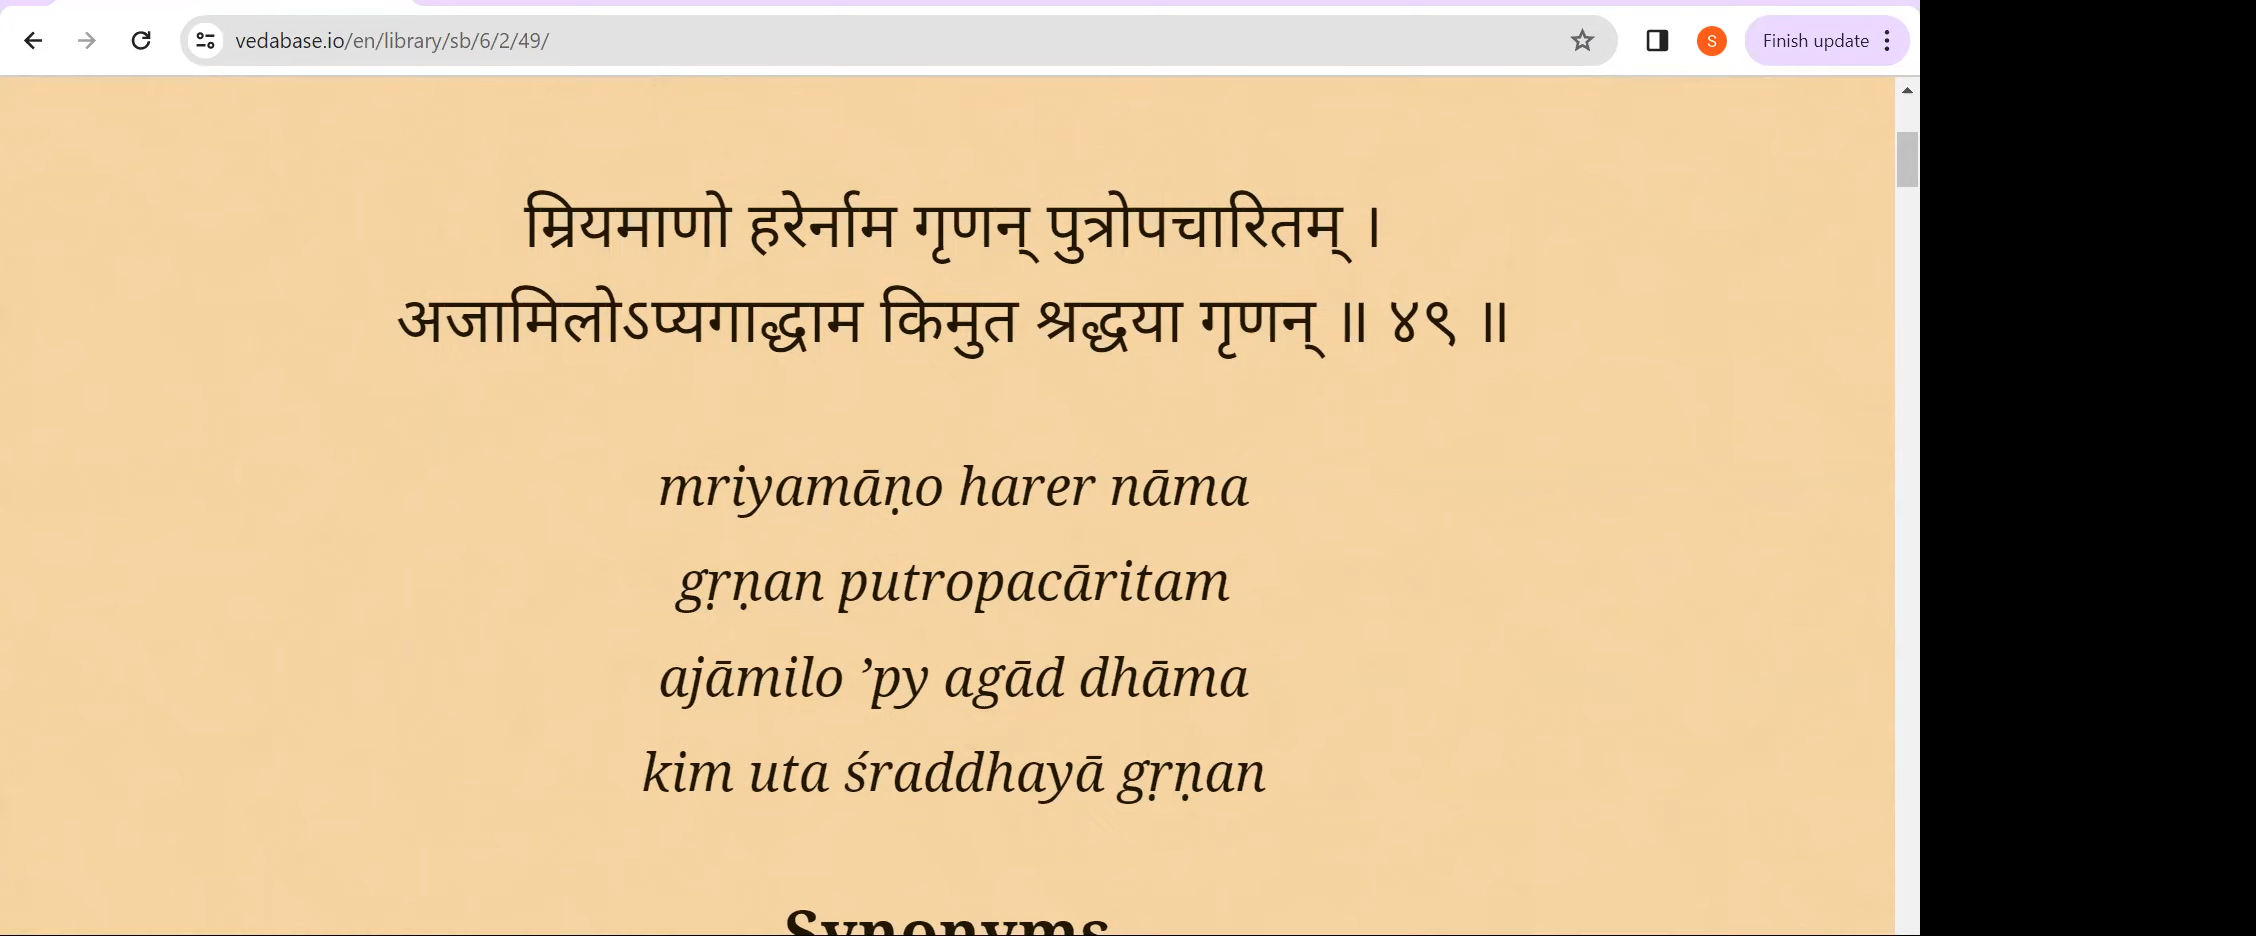 vedabase.io/en/library/sb/6/2/49/
S
Finish update
म्रियमाणो हरेर्नाम गृणन् पुत्रोपचारितम् ।
अजामिलोऽप्यगाद्धाम किमुत श्रद्धया गृणन् ॥ ४९ ॥
mriyamāṇo harer nāma
gṛṇan putropacāritam
ajāmilo ’py agād dhāma
kim uta śraddhayā gṛṇan
Synonyms